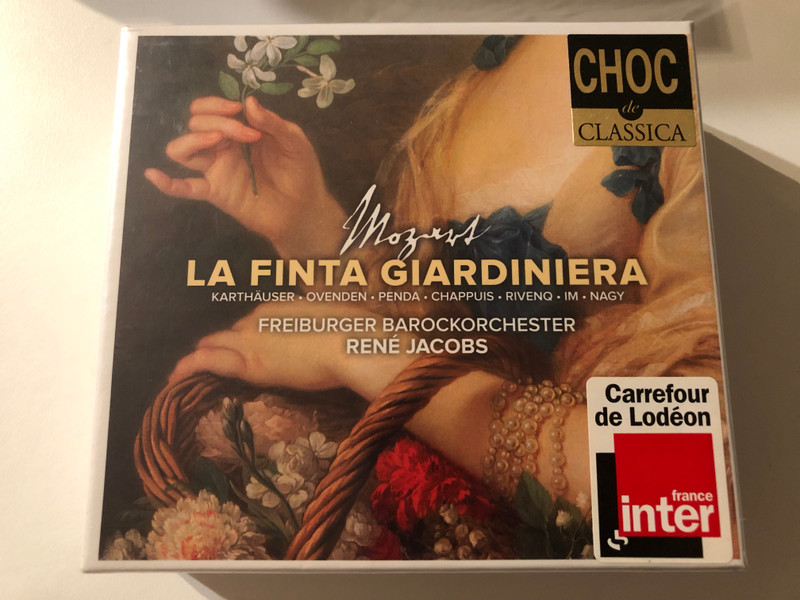 CHOC
de
CLASSICA
Mozart
LA FINTA GIARDINIERA
KARTHÄUSER • OVENDEN • PENDA • CHAPPUIS • RIVENQ • IM • NAGY
FREIBURGER BAROCKORCHESTER
RENÉ JACOBS
Carrefour
de Lodéon
france
inter